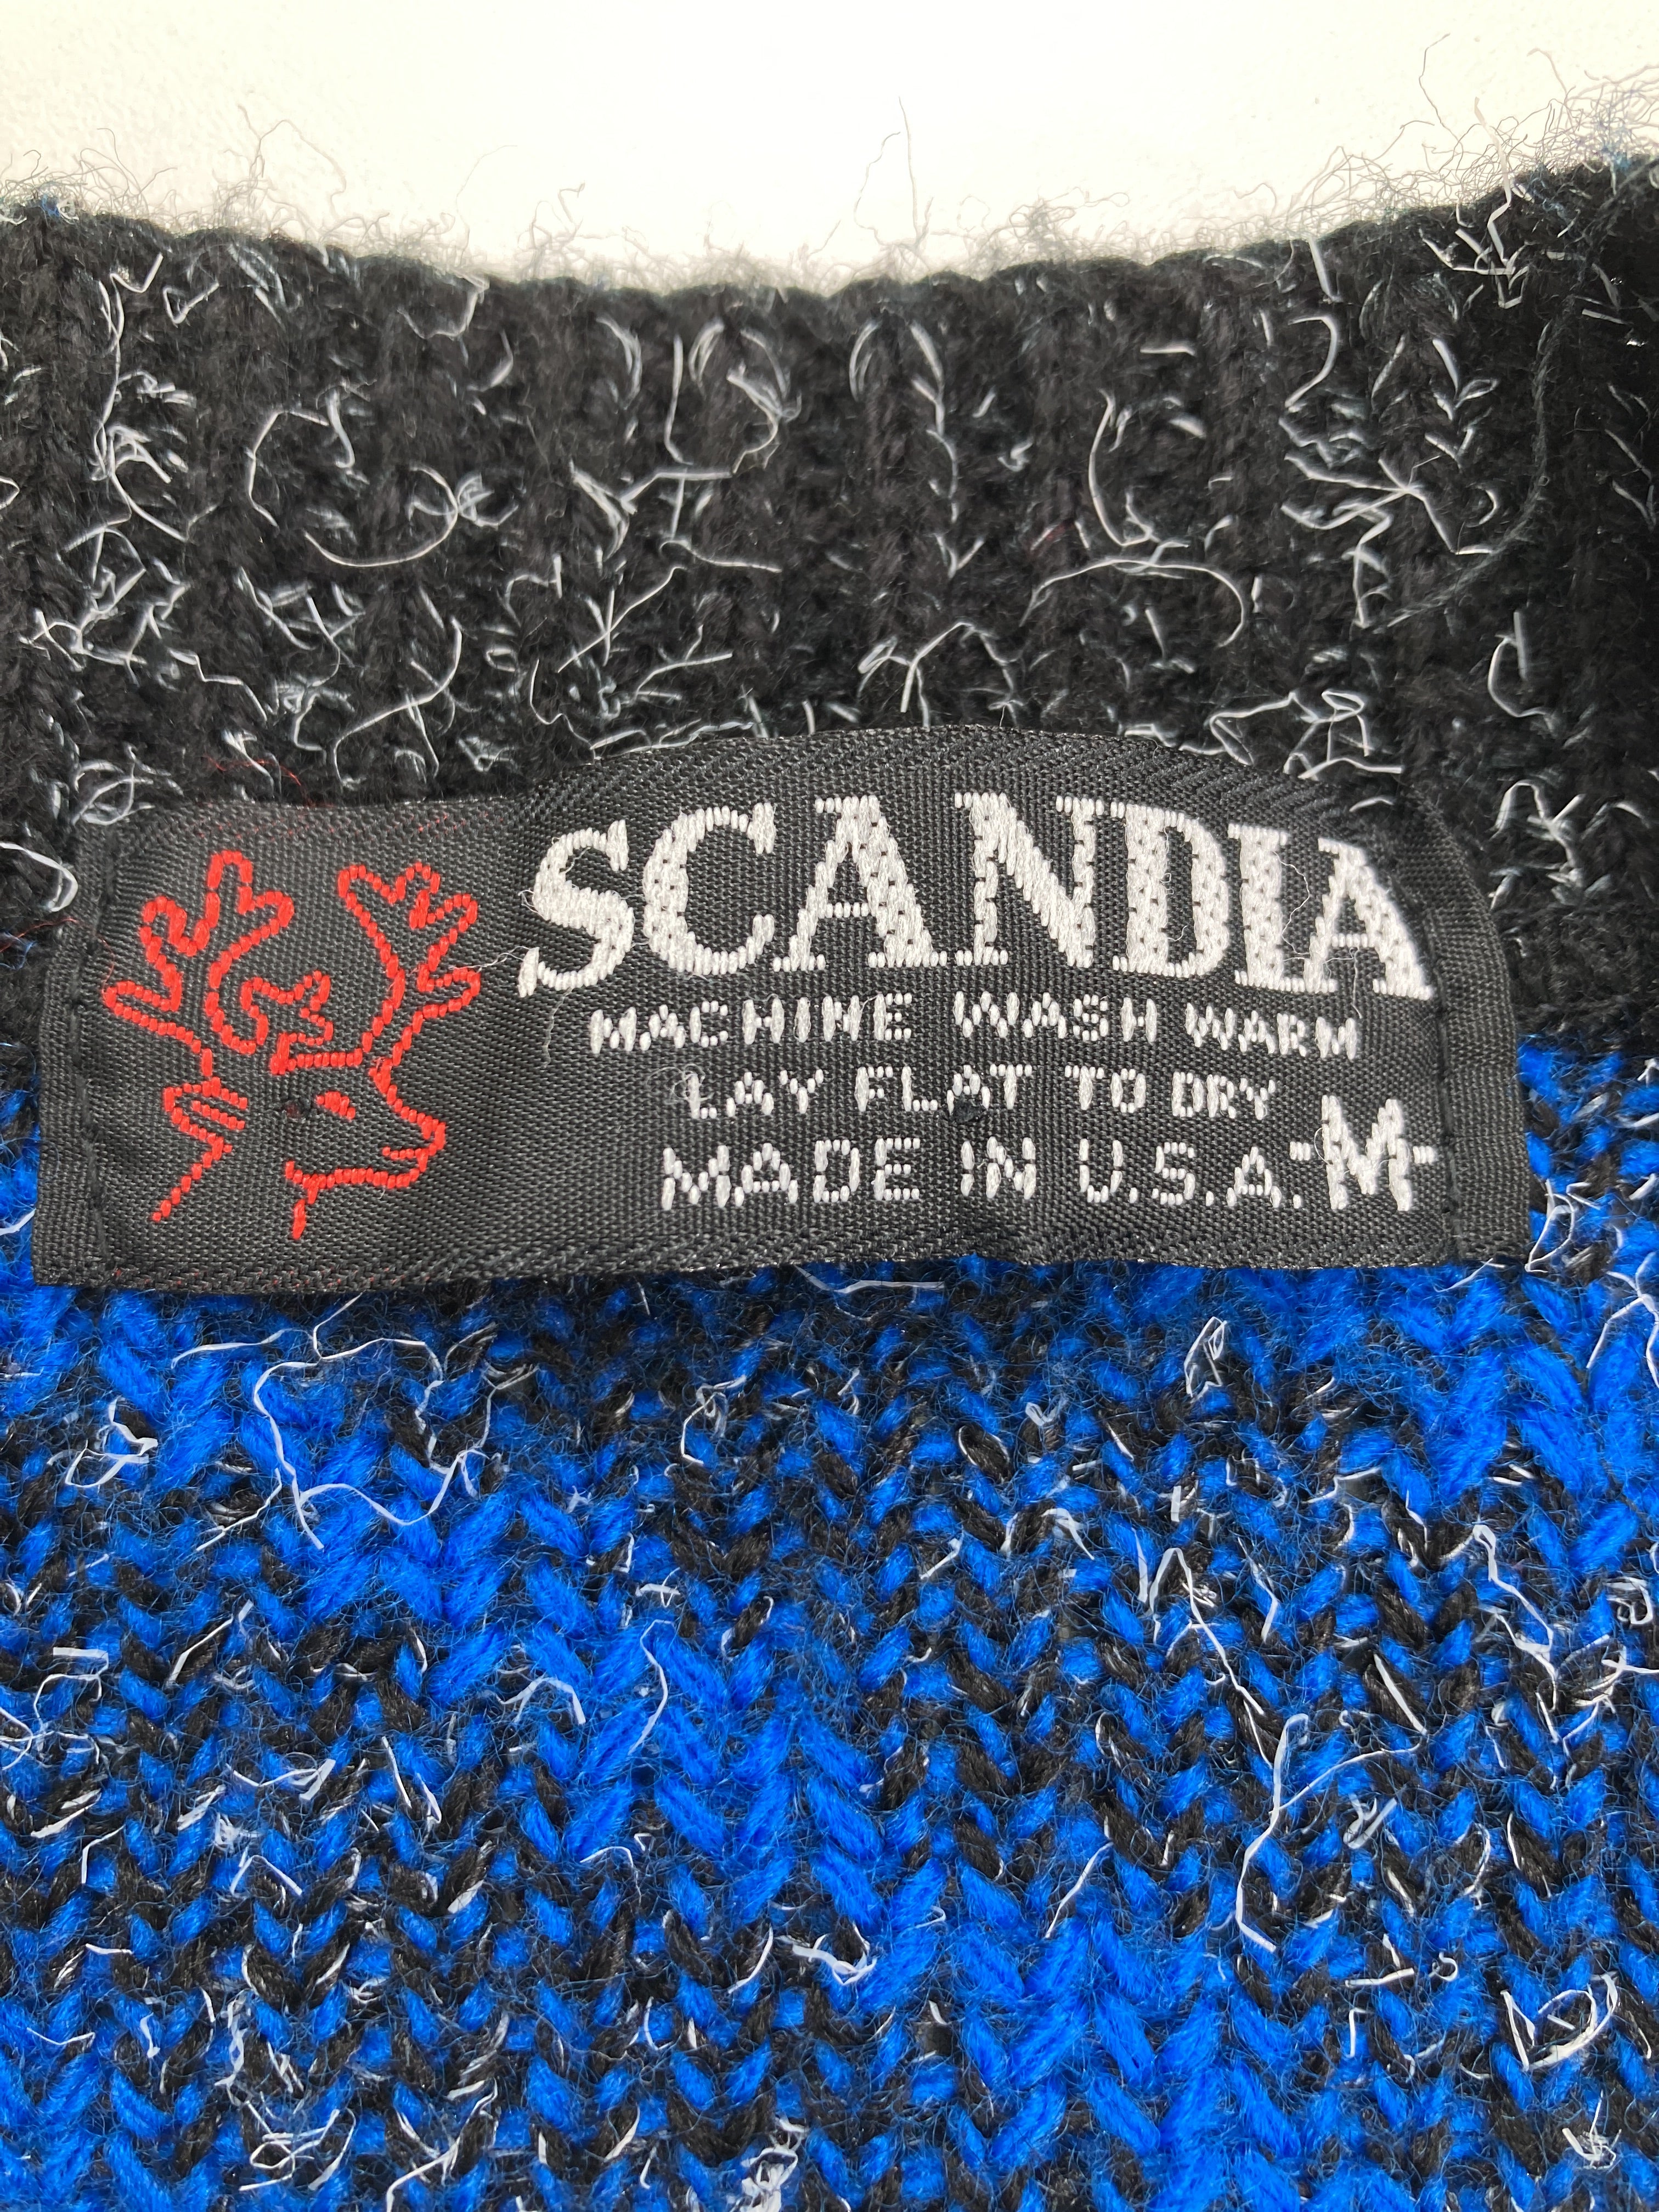 SCANDIA
MACHINE WASH WARM
LAY FLAT TO DRY
MADE IN U.S.A. -M-